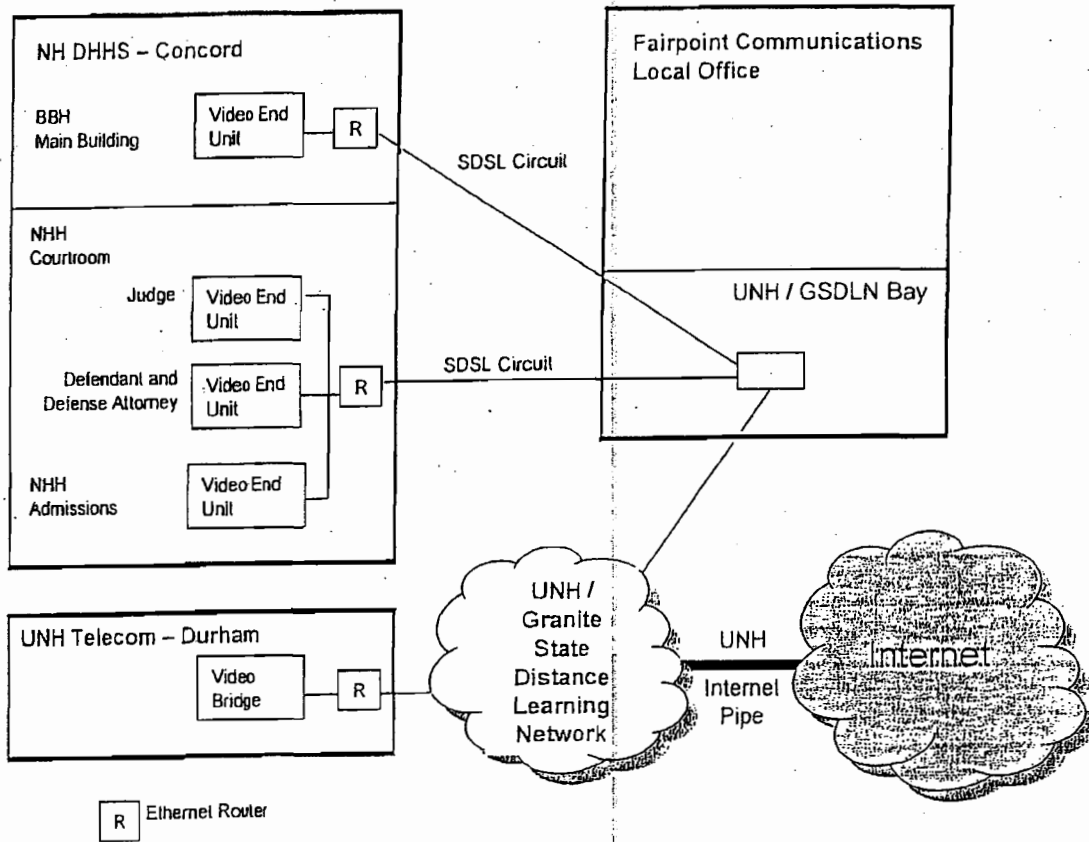 NH DHHS – Concord
BBH
Main Building
Video End
Unit
R
SDSL Circuit
Fairpoint Communications
Local Office
NHH
Courtroom
Judge
Video End
Unit
Defendant and
Defense Attorney
Video End
Unit
R
SDSL Circuit
UNH / GSDLN Bay
NHH
Admissions
Video End
Unit
UNH Telecom – Durham
Video
Bridge
R
UNH /
Granite
State
Distance
Learning
Network
UNH
Internet
Pipe
Internet
R
Ethernet Router